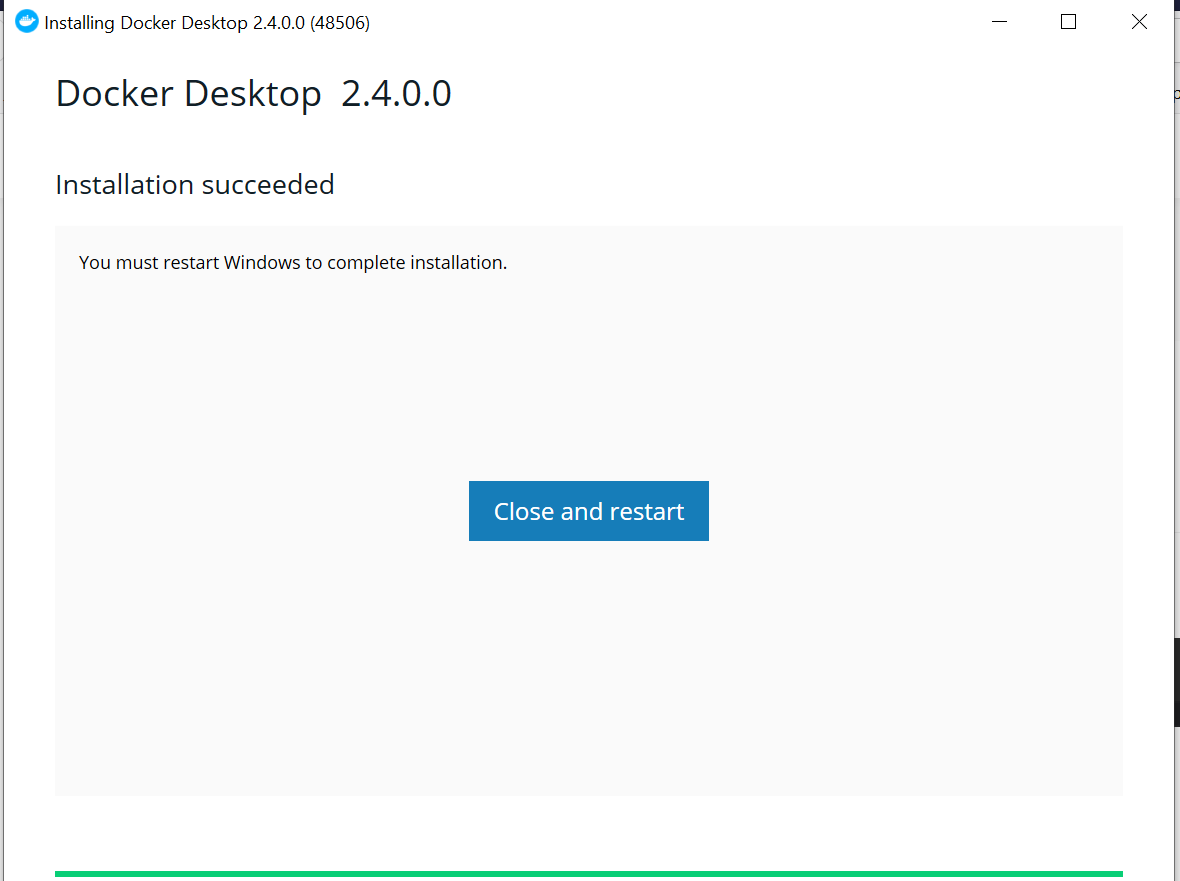 Installing Docker Desktop 2.4.0.0 (48506)
Docker Desktop 2.4.0.0
Installation succeeded
You must restart Windows to complete installation.
Close and restart